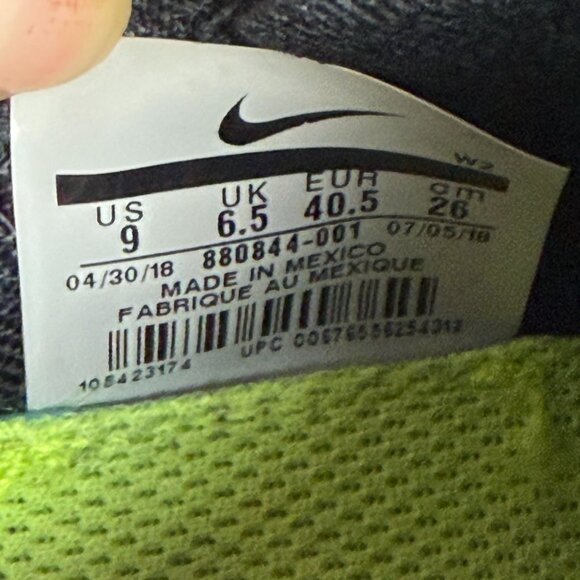 US UK EUR cm
9 6.5 40.5 26
04/30/18 880844-001 07/05/18
MADE IN MEXICO
FABRIQUE AU MEXIQUE
UPC
108423174